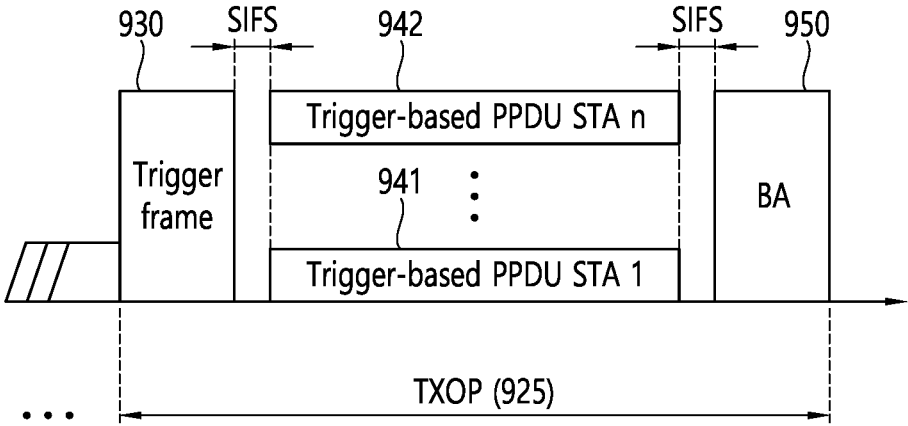 SIFS SIFS
930 942 950
Trigger-based PPDU STA n
Trigger
frame
941
BA
Trigger-based PPDU STA 1
TXOP (925)